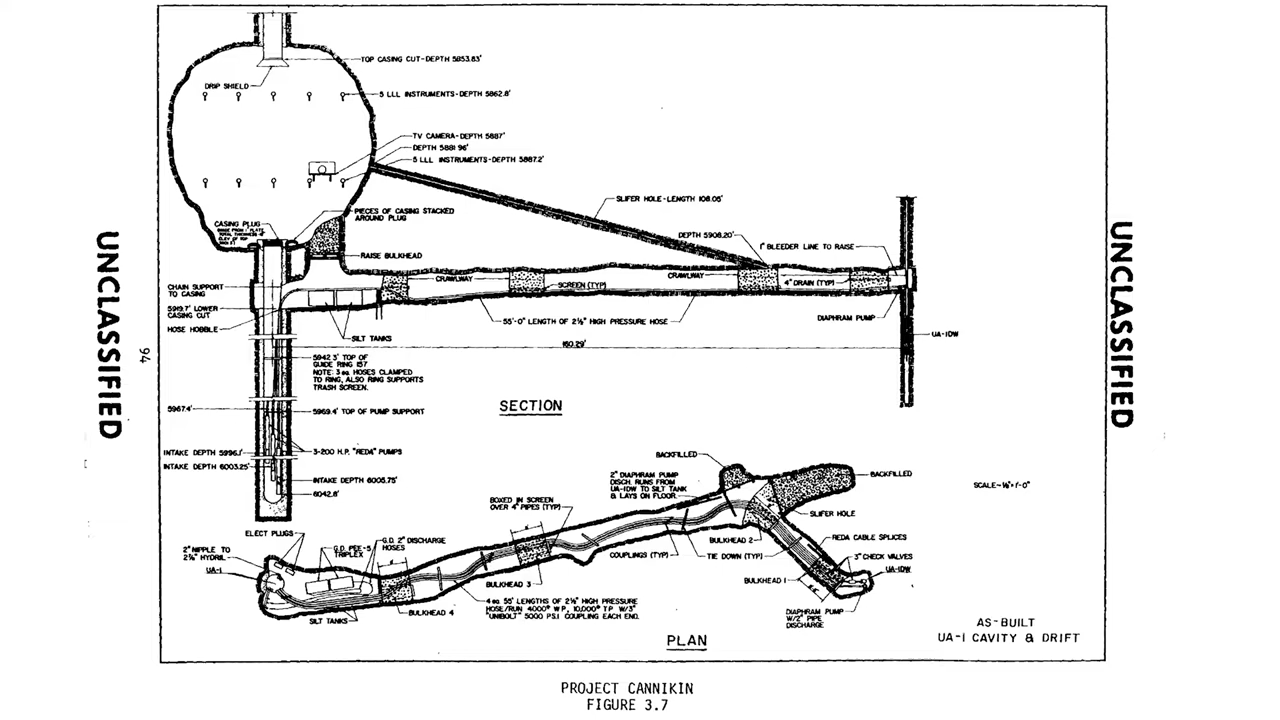 UNCLASSIFIED
94
TOP CASING CUT-DEPTH 5853.83'
DRIP SHIELD
5 LLL INSTRUMENTS-DEPTH 5862.8'
TV CAMERA-DEPTH 5887'
DEPTH 5881.96'
5 LLL INSTRUMENTS-DEPTH 5887.2'
SLIFER HOLE-LENGTH 108.05'
CASING PLUG
PIECES OF CASING STACKED
AROUND PLUG
DEPTH 5908.20'
1" BLEEDER LINE TO RAISE
RAISE BULKHEAD
CRAWLWAY
CRAWLWAY
SCREEN (TYP)
4" DRAIN (TYP)
CHAIN SUPPORT
TO CASING
5919.7' LOWER
CASING CUT
HOSE HOBBLE
SILT TANKS
55'-0" LENGTH OF 2½" HIGH PRESSURE HOSE
DIAPHRAM PUMP
UA-1DW
160.29'
5942.3' TOP OF
GUIDE RING 157
NOTE: 3 ea. HOSES CLAMPED
TO RING, ALSO RING SUPPORTS
TRASH SCREEN.
5967.4'
5969.4' TOP OF PUMP SUPPORT
SECTION
INTAKE DEPTH 5996.1'
3-200 H.P. "REDA" PUMPS
INTAKE DEPTH 6003.25'
INTAKE DEPTH 6005.75'
6042.8'
BACKFILLED
BACKFILLED
2" DIAPHRAM PUMP
DISCH. RUNS FROM
UA-1DW TO SILT TANK
& LAYS ON FLOOR
SCALE~⅛"=1'-0"
BOXED IN SCREEN
OVER 4" PIPES (TYP)
SLIFER HOLE
ELECT PLUGS
2" NIPPLE TO
UA-1
G.D. PEE-5
TRIPLEX
G.D. 2" DISCHARGE
HOSES
BULKHEAD 2
REDA CABLE SPLICES
COUPLINGS (TYP)
TIE DOWN (TYP)
3" CHECK VALVES
UA-1DW
BULKHEAD 1
BULKHEAD 3
BULKHEAD 4
SILT TANKS
4 ea. 55' LENGTHS OF 2½" HIGH PRESSURE
HOSE/RUN 4000# W.P., 10,000# T.P. W/3"
"UNIBOLT" 5000 P.S.I. COUPLING EACH END.
DIAPHRAM PUMP
W/2" PIPE
DISCHARGE
PLAN
AS-BUILT
UA-1 CAVITY & DRIFT
UNCLASSIFIED
PROJECT CANNIKIN
FIGURE 3.7